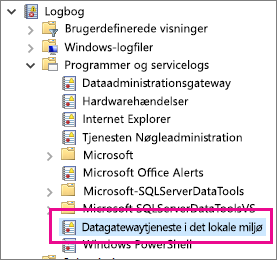 Logbog
Brugerdefinerede visninger
Windows-logfiler
Programmer og servicelogs
Dataadministrationsgateway
Hardwarehændelser
Internet Explorer
Tjenesten Nøgleadministration
Microsoft
Microsoft Office Alerts
Microsoft-SQLServerDataTools
Microsoft-SQLServerDataToolsVS
Datagatewaytjeneste i det lokale miljø
Windows PowerShell